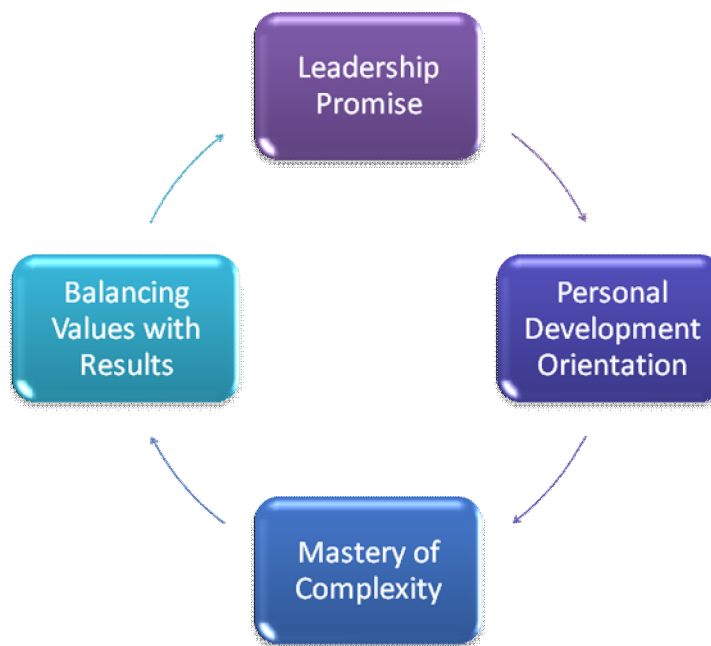 Leadership
Promise
Personal
Development
Orientation
Mastery of
Complexity
Balancing
Values with
Results